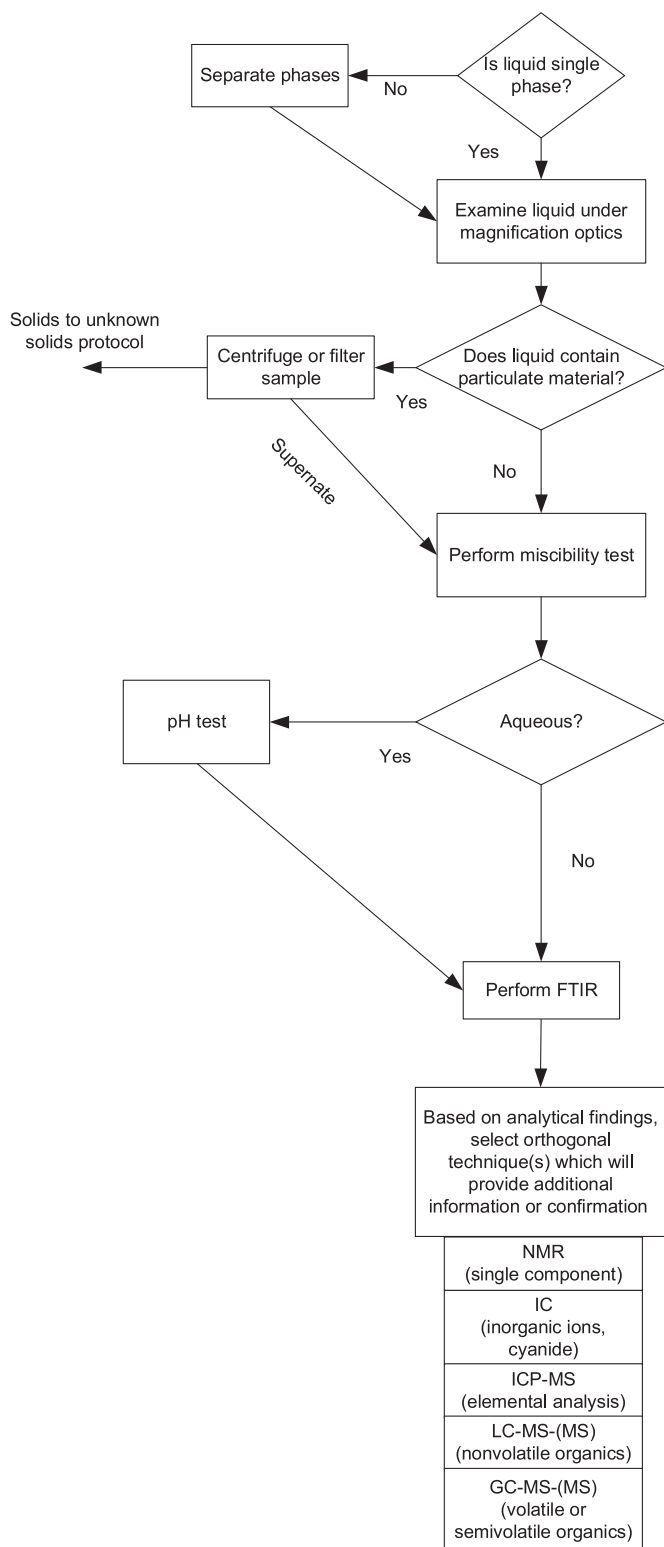 Is liquid single
phase?
Separate phases
No
Yes
Examine liquid under
magnification optics
Solids to unknown
solids protocol
Centrifuge or filter
sample
Does liquid contain
particulate material?
Yes
Supernate
No
Perform miscibility test
pH test
Aqueous?
Yes
No
Perform FTIR
Based on analytical findings,
select orthogonal
technique(s) which will
provide additional
information or confirmation
NMR
(single component)
IC
(inorganic ions,
cyanide)
ICP-MS
(elemental analysis)
LC-MS-(MS)
(nonvolatile organics)
GC-MS-(MS)
(volatile or
semivolatile organics)